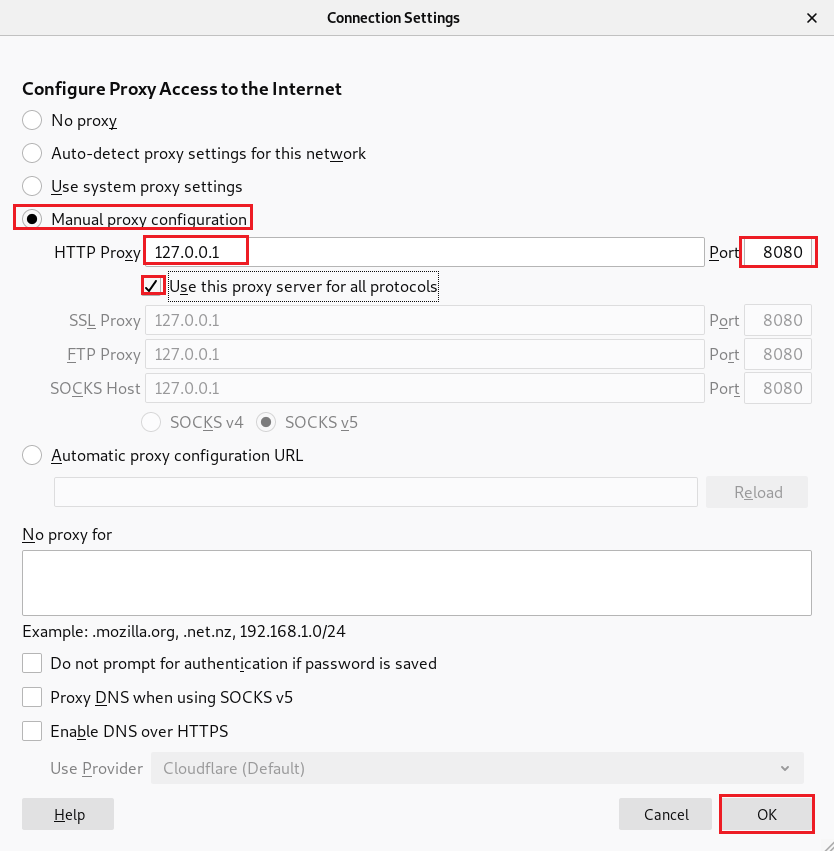 Connection Settings
Configure Proxy Access to the Internet
No proxy
Auto-detect proxy settings for this network
Use system proxy settings
Manual proxy configuration
HTTP Proxy 127.0.0.1 Port 8080
Use this proxy server for all protocols
SSL Proxy 127.0.0.1 Port 8080
FTP Proxy 127.0.0.1 Port 8080
SOCKS Host 127.0.0.1 Port 8080
SOCKS v4 SOCKS v5
Automatic proxy configuration URL
Reload
No proxy for
Example: .mozilla.org, .net.nz, 192.168.1.0/24
Do not prompt for authentication if password is saved
Proxy DNS when using SOCKS v5
Enable DNS over HTTPS
Use Provider Cloudflare (Default)
Help Cancel OK